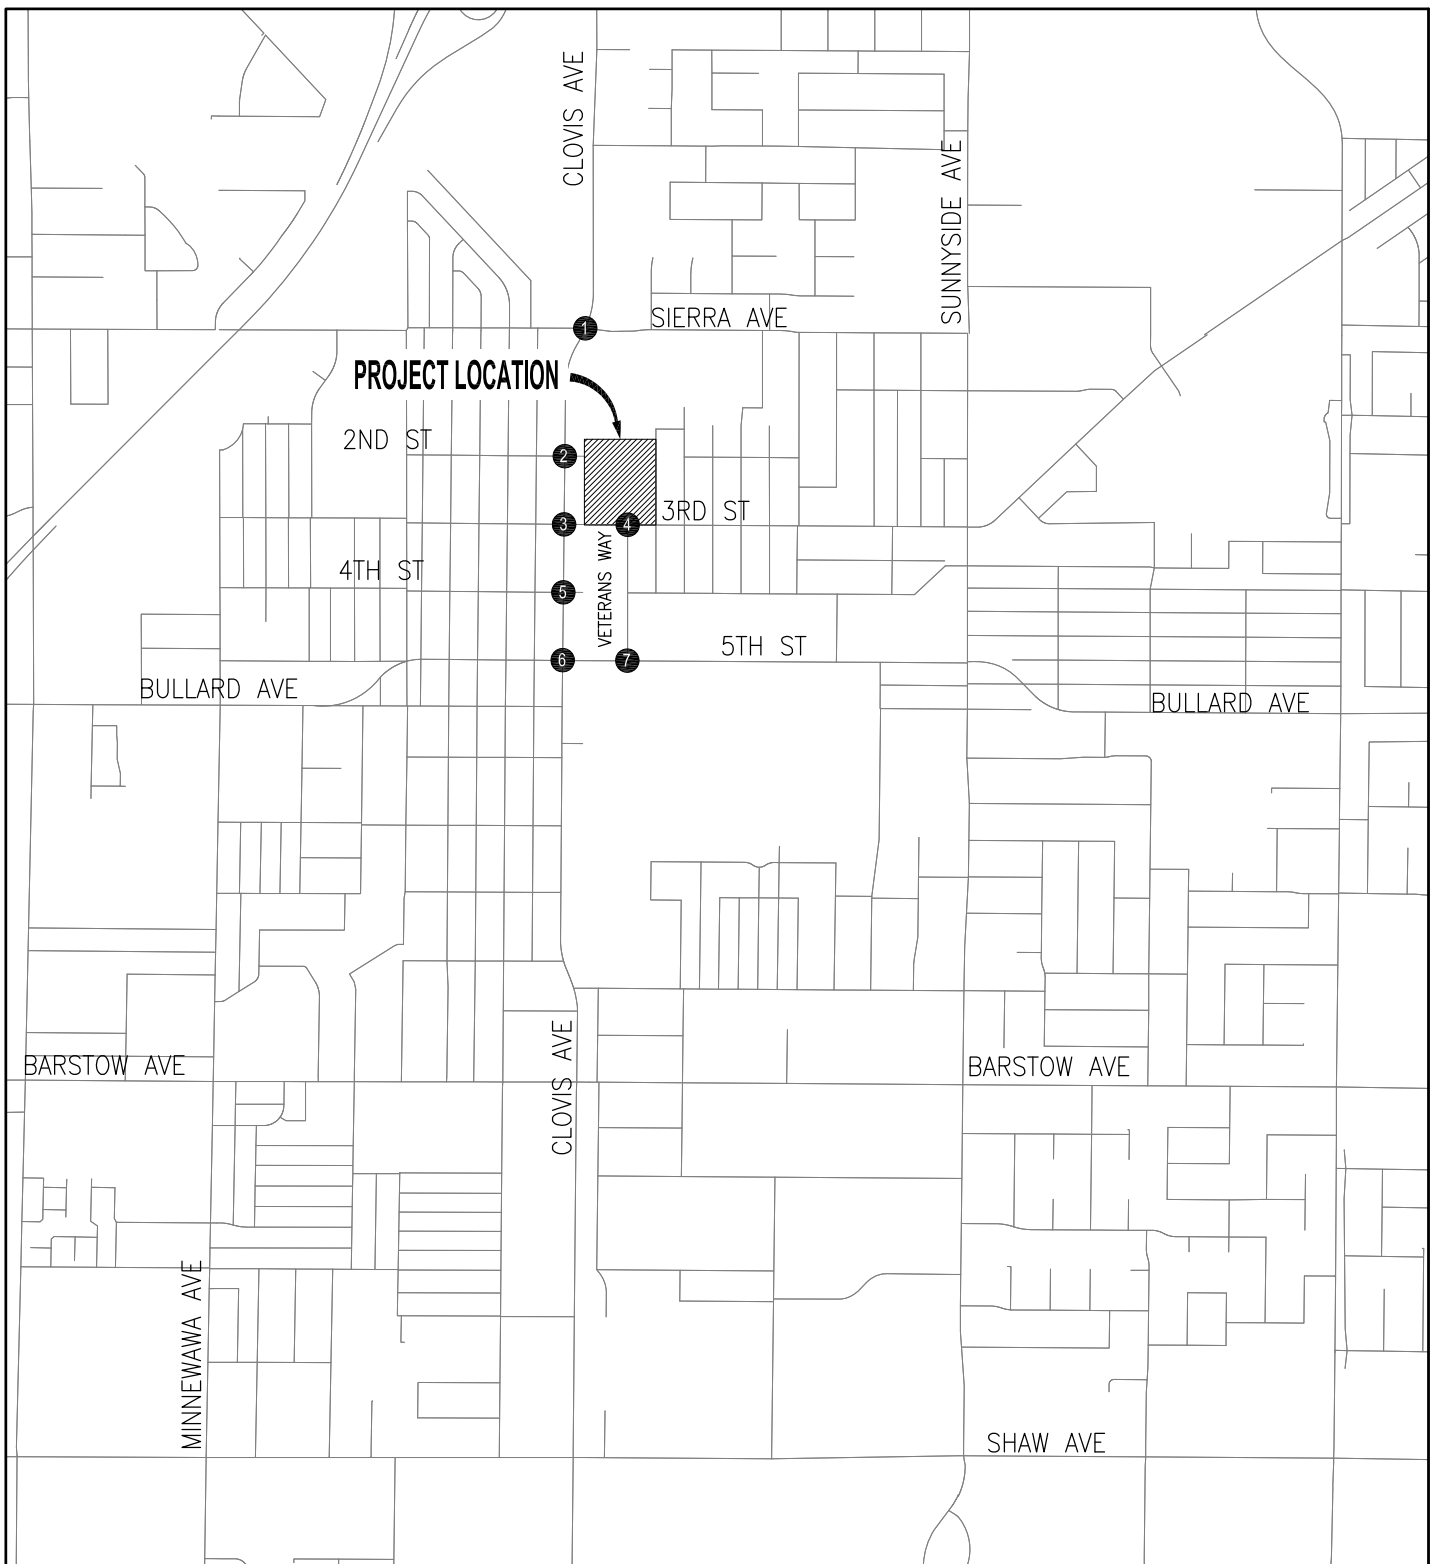 CLOVIS AVE
SUNNYSIDE AVE
SIERRA AVE
1
PROJECT LOCATION
2ND ST
2
3RD ST
3
4
VETERANS WAY
4TH ST
5
5TH ST
6
7
BULLARD AVE
BULLARD AVE
CLOVIS AVE
BARSTOW AVE
BARSTOW AVE
MINNEWAWA AVE
SHAW AVE